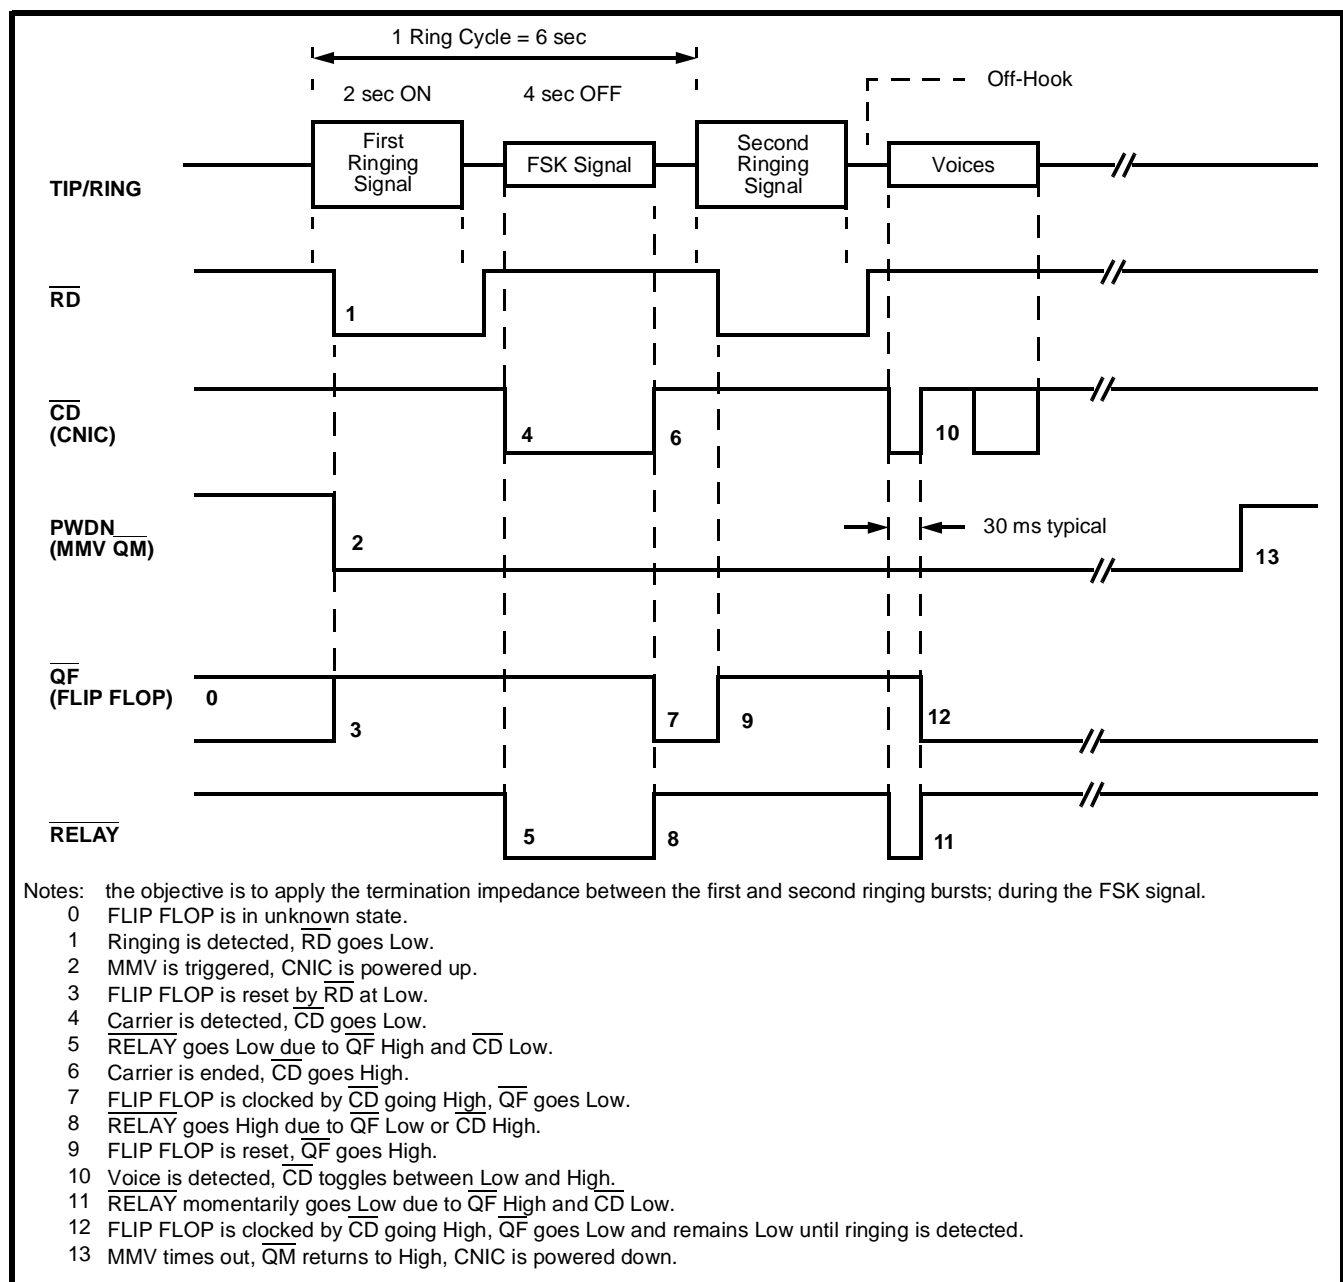 1 Ring Cycle = 6 sec
2 sec ON
4 sec OFF
Off-Hook
First
Ringing
Signal
FSK Signal
Second
Ringing
Signal
Voices
TIP/RING
RD
1
CD
(CNIC)
4
6
10
PWDN
(MMV QM)
2
30 ms typical
13
QF
(FLIP FLOP)
0
3
7
9
12
RELAY
5
8
11
Notes: the objective is to apply the termination impedance between the first and second ringing bursts; during the FSK signal.
0 FLIP FLOP is in unknown state.
1 Ringing is detected, RD goes Low.
2 MMV is triggered, CNIC is powered up.
3 FLIP FLOP is reset by RD at Low.
4 Carrier is detected, CD goes Low.
5 RELAY goes Low due to QF High and CD Low.
6 Carrier is ended, CD goes High.
7 FLIP FLOP is clocked by CD going High, QF goes Low.
8 RELAY goes High due to QF Low or CD High.
9 FLIP FLOP is reset, QF goes High.
10 Voice is detected, CD toggles between Low and High.
11 RELAY momentarily goes Low due to QF High and CD Low.
12 FLIP FLOP is clocked by CD going High, QF goes Low and remains Low until ringing is detected.
13 MMV times out, QM returns to High, CNIC is powered down.